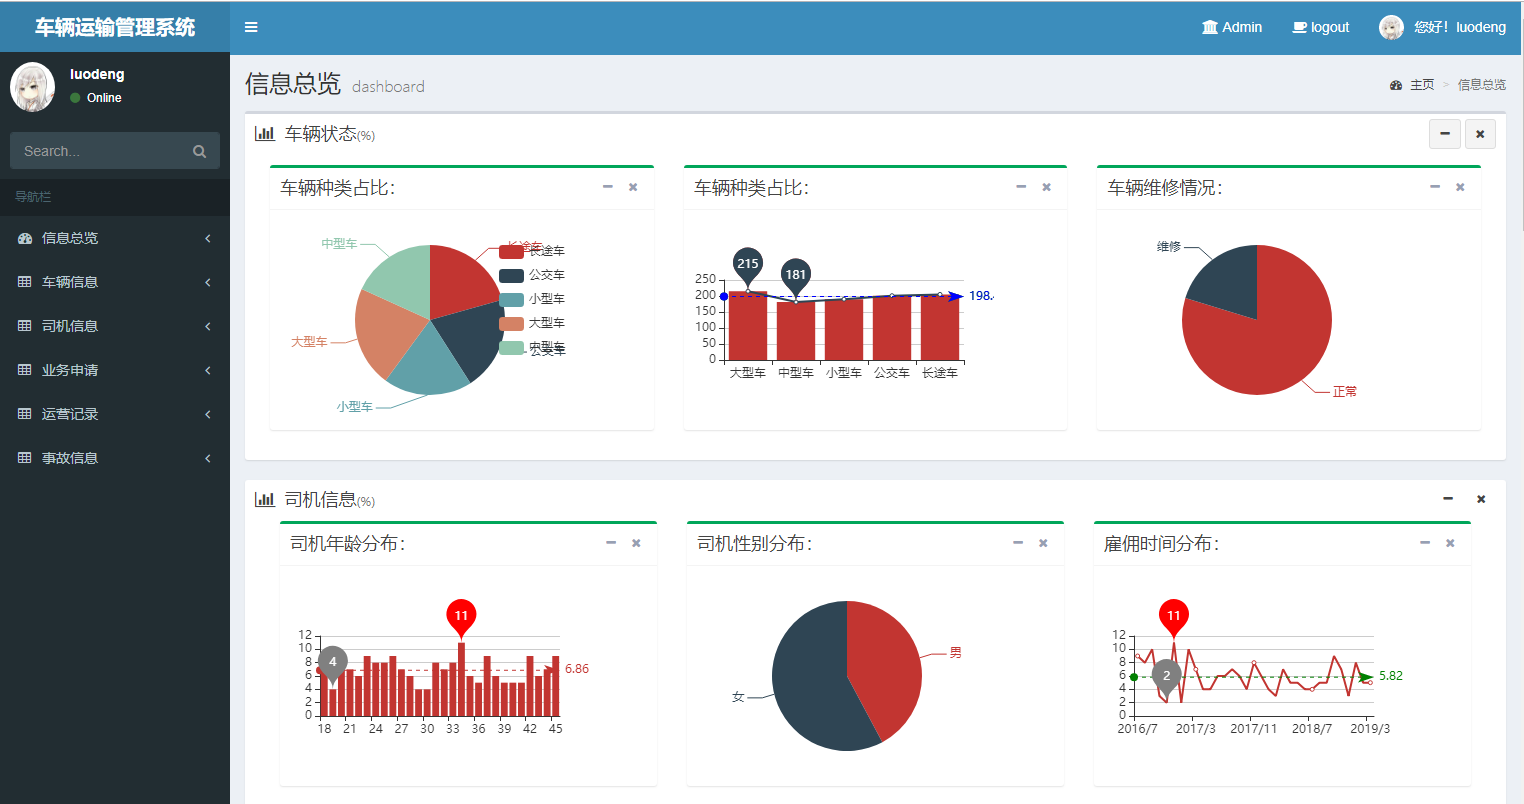 车辆运输管理系统
Admin
logout
您好！luodeng
luodeng
Online
Search...
导航栏
信息总览
车辆信息
司机信息
业务申请
运营记录
事故信息
信息总览 dashboard
主页 > 信息总览
车辆状态(%)
车辆种类占比：
中型车
长途车
大型车
小型车
公交车
长途车
公交车
小型车
大型车
中型车
车辆种类占比：
215
181
250
200
150
100
50
0
198.
大型车 中型车 小型车 公交车 长途车
车辆维修情况：
维修
正常
司机信息(%)
司机年龄分布：
11
4
12
10
8
6
4
2
0
6.86
18 21 24 27 30 33 36 39 42 45
司机性别分布：
男
女
雇佣时间分布：
11
2
12
10
8
6
4
2
0
5.82
2016/7 2017/3 2017/11 2018/7 2019/3